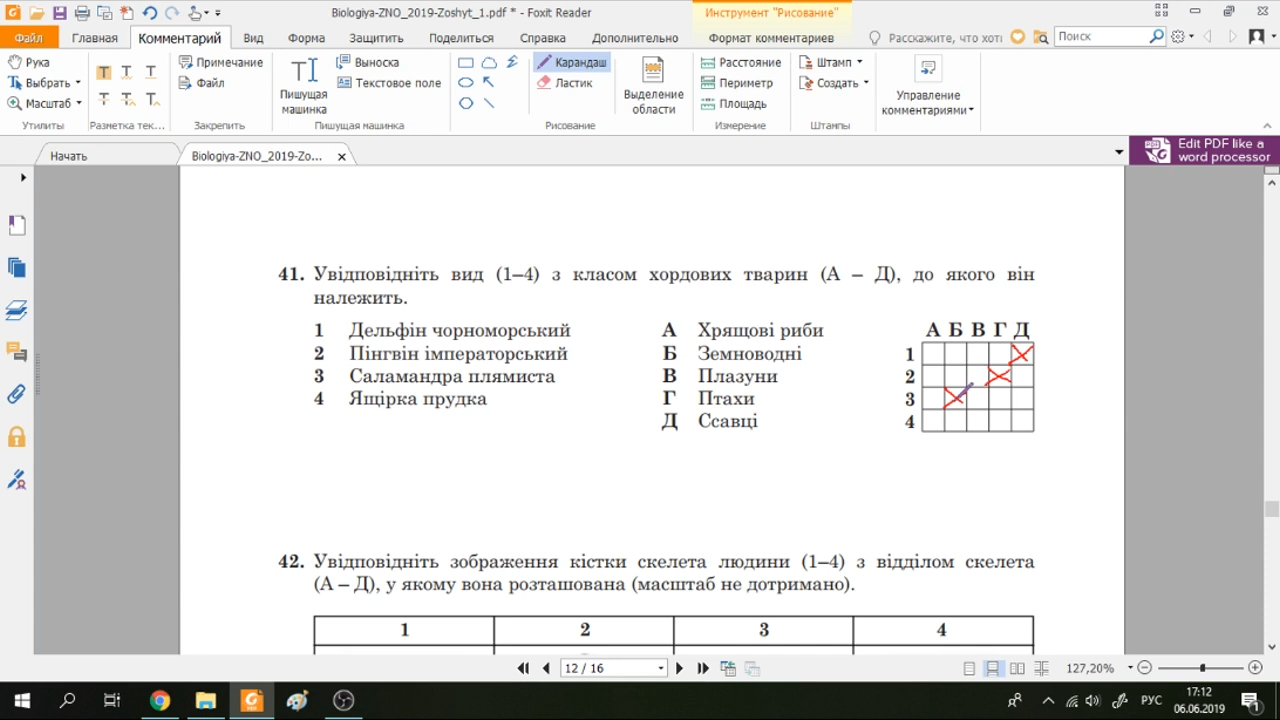 Biologiya-ZNO_2019-Zoshyt_1.pdf * - Foxit Reader
Инструмент "Рисование"
Файл
Главная
Комментарий
Вид
Форма
Защитить
Поделиться
Справка
Дополнительно
Формат комментариев
Расскажите, что хоті
Поиск
Рука
Выбрать
Масштаб
Утилиты
Разметка тек...
Примечание
Файл
Закрепить
Пишущая машинка
Выноска
Текстовое поле
Пишущая машинка
Карандаш
Ластик
Рисование
Выделение области
Расстояние
Периметр
Площадь
Измерение
Штамп
Создать
Штампы
Управление комментариями
Начать
Biologiya-ZNO_2019-Zo...
Edit PDF like a
word processor
41. Увідповідніть вид (1–4) з класом хордових тварин (А – Д), до якого він
належить.
1 Дельфін чорноморський А Хрящові риби А Б В Г Д
2 Пінгвін імператорський Б Земноводні 1
3 Саламандра плямиста В Плазуни 2
4 Ящірка прудка Г Птахи 3
Д Ссавці 4
42. Увідповідніть зображення кістки скелета людини (1–4) з відділом скелета
(А – Д), у якому вона розташована (масштаб не дотримано).
1 2 3 4
12 / 16
127,20%
РУС
17:12
06.06.2019
1